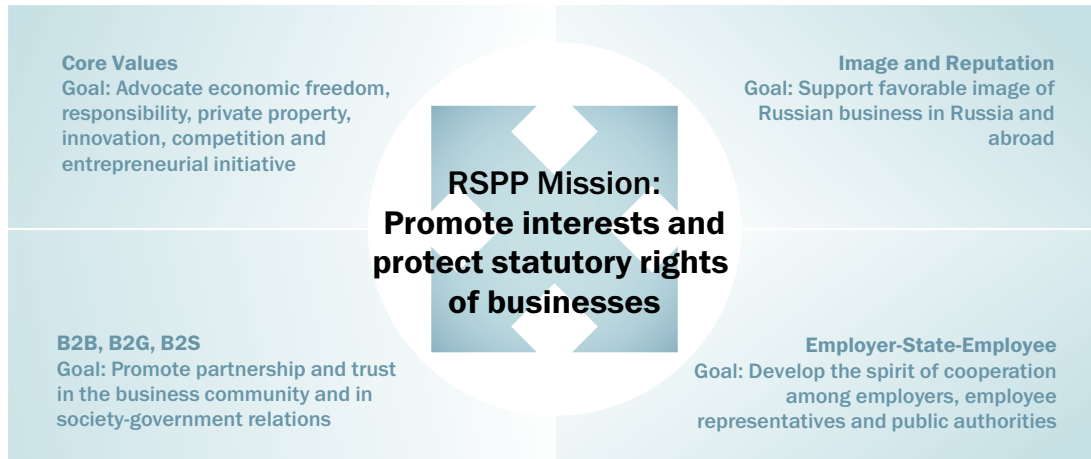 Core Values
Goal: Advocate economic freedom,
responsibility, private property,
innovation, competition and
entrepreneurial initiative
Image and Reputation
Goal: Support favorable image of
Russian business in Russia and
abroad
RSPP Mission:
Promote interests and
protect statutory rights
of businesses
B2B, B2G, B2S
Goal: Promote partnership and trust
in the business community and in
society-government relations
Employer-State-Employee
Goal: Develop the spirit of cooperation
among employers, employee
representatives and public authorities